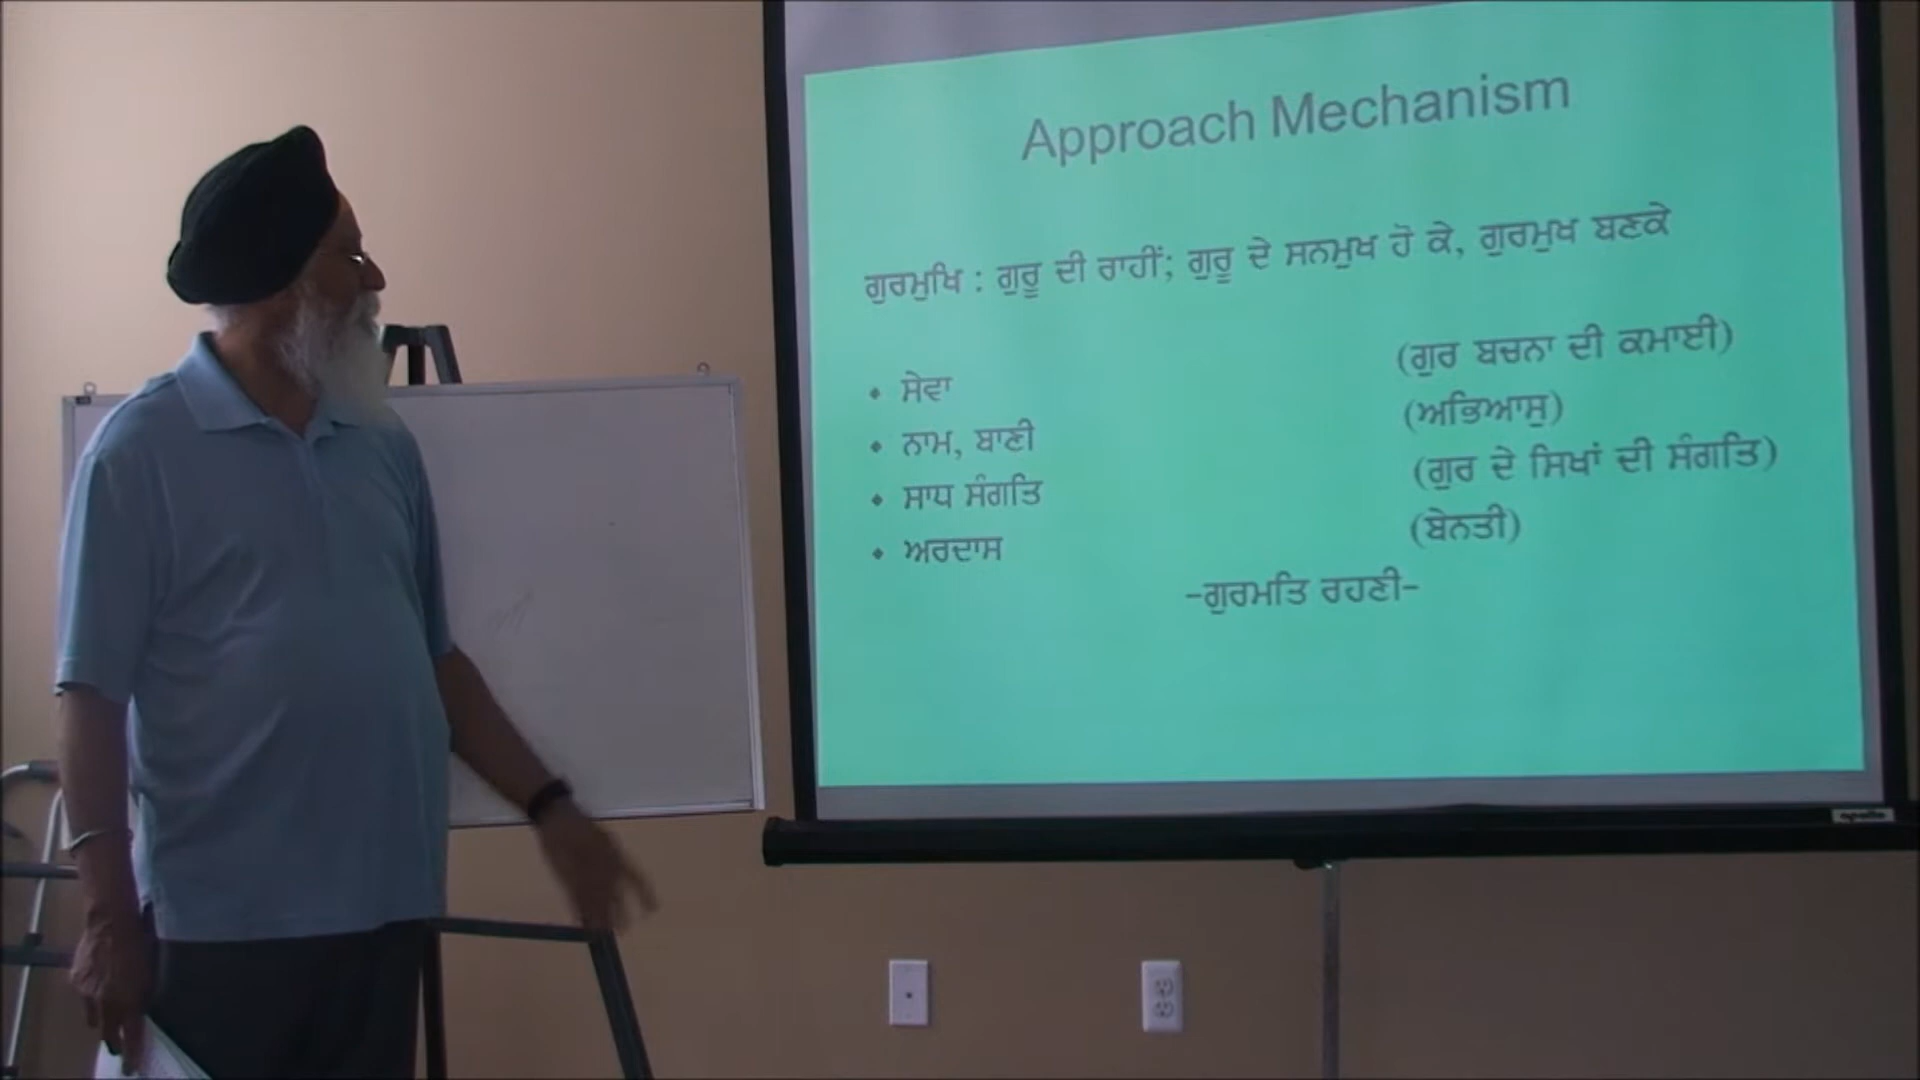 Approach Mechanism
ਗੁਰਮੁਖਿ : ਗੁਰੂ ਦੀ ਰਾਹੀਂ; ਗੁਰੂ ਦੇ ਸਨਮੁਖ ਹੋ ਕੇ, ਗੁਰਮੁਖ ਬਣਕੇ
• ਸੇਵਾ (ਗੁਰ ਬਚਨਾ ਦੀ ਕਮਾਈ)
• ਨਾਮ, ਬਾਣੀ (ਅਭਿਆਸੁ)
• ਸਾਧ ਸੰਗਤਿ (ਗੁਰ ਦੇ ਸਿਖਾਂ ਦੀ ਸੰਗਤਿ)
• ਅਰਦਾਸ (ਬੇਨਤੀ)
-ਗੁਰਮਤਿ ਰਹਣੀ-